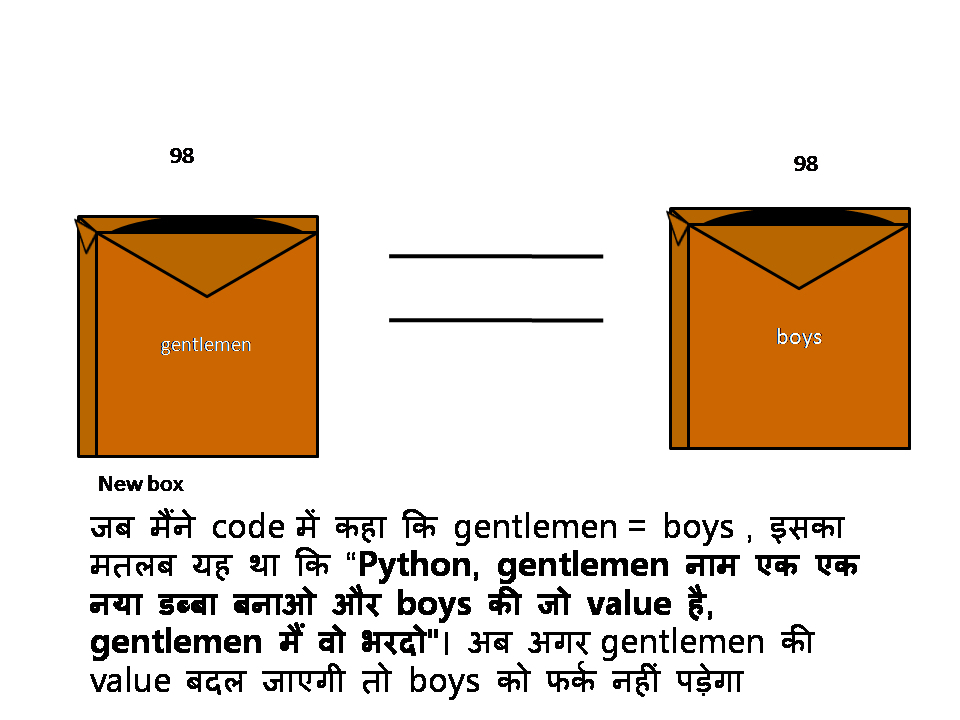 98
98
gentlemen
boys
New box
जब मैंने code में कहा कि gentlemen = boys , इसका
मतलब यह था कि “Python, gentlemen नाम एक एक
नया डब्बा बनाओ और boys की जो value है,
gentlemen मैं वो भरदो"। अब अगर gentlemen की
value बदल जाएगी तो boys को फर्क नहीं पड़ेगा